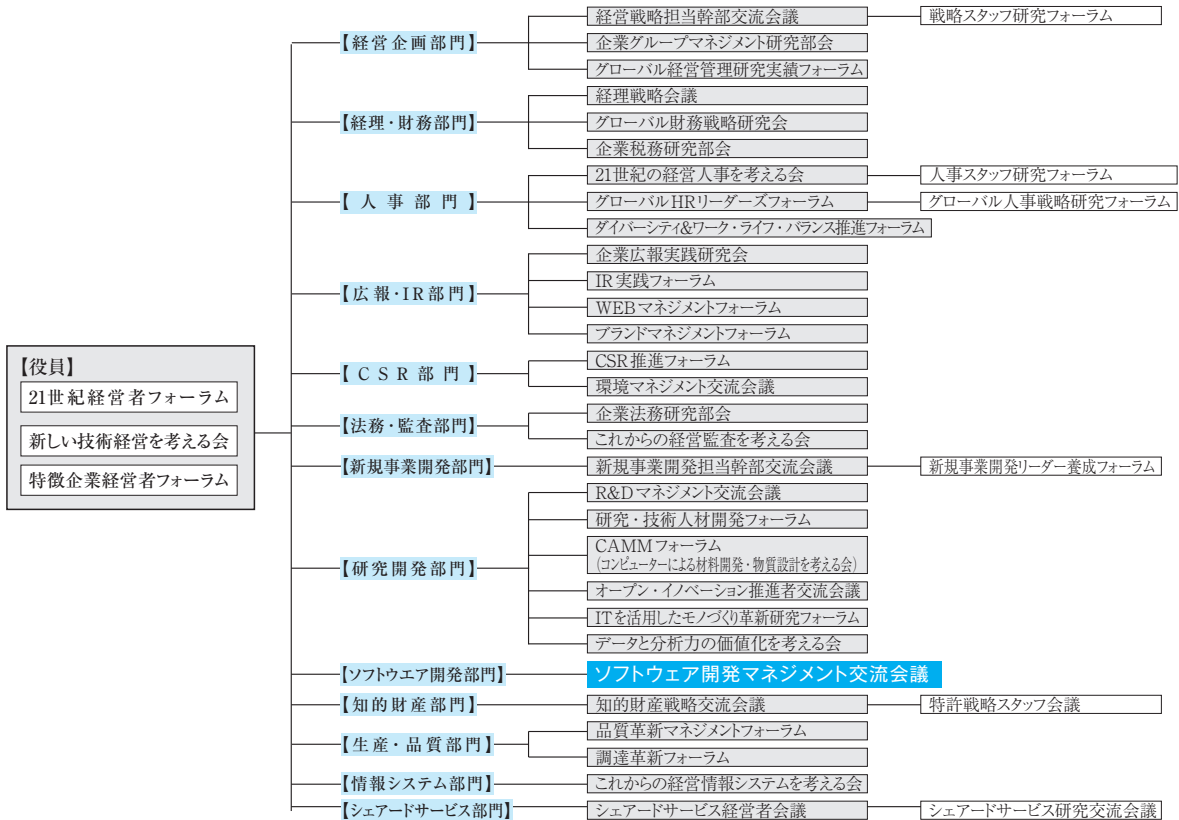 【役員】
21世紀経営者フォーラム
新しい技術経営を考える会
特徴企業経営者フォーラム
【経営企画部門】
経営戦略担当幹部交流会議
戦略スタッフ研究フォーラム
企業グループマネジメント研究部会
グローバル経営管理研究実績フォーラム
【経理・財務部門】
経理戦略会議
グローバル財務戦略研究会
企業税務研究部会
【人事部門】
21世紀の経営人事を考える会
人事スタッフ研究フォーラム
グローバルHRリーダーズフォーラム
グローバル人事戦略研究フォーラム
ダイバーシティ&ワーク・ライフ・バランス推進フォーラム
【広報・IR部門】
企業広報実践研究会
IR実践フォーラム
WEBマネジメントフォーラム
ブランドマネジメントフォーラム
【CSR部門】
CSR推進フォーラム
環境マネジメント交流会議
【法務・監査部門】
企業法務研究部会
これからの経営監査を考える会
【新規事業開発部門】
新規事業開発担当幹部交流会議
新規事業開発リーダー養成フォーラム
【研究開発部門】
R&Dマネジメント交流会議
研究・技術人材開発フォーラム
CAMMフォーラム
(コンピューターによる材料開発・物質設計を考える会)
オープン・イノベーション推進者交流会議
ITを活用したモノづくり革新研究フォーラム
データと分析力の価値化を考える会
【ソフトウエア開発部門】
ソフトウェア開発マネジメント交流会議
【知的財産部門】
知的財産戦略交流会議
特許戦略スタッフ会議
【生産・品質部門】
品質革新マネジメントフォーラム
調達革新フォーラム
【情報システム部門】
これからの経営情報システムを考える会
【シェアードサービス部門】
シェアードサービス経営者会議
シェアードサービス研究交流会議